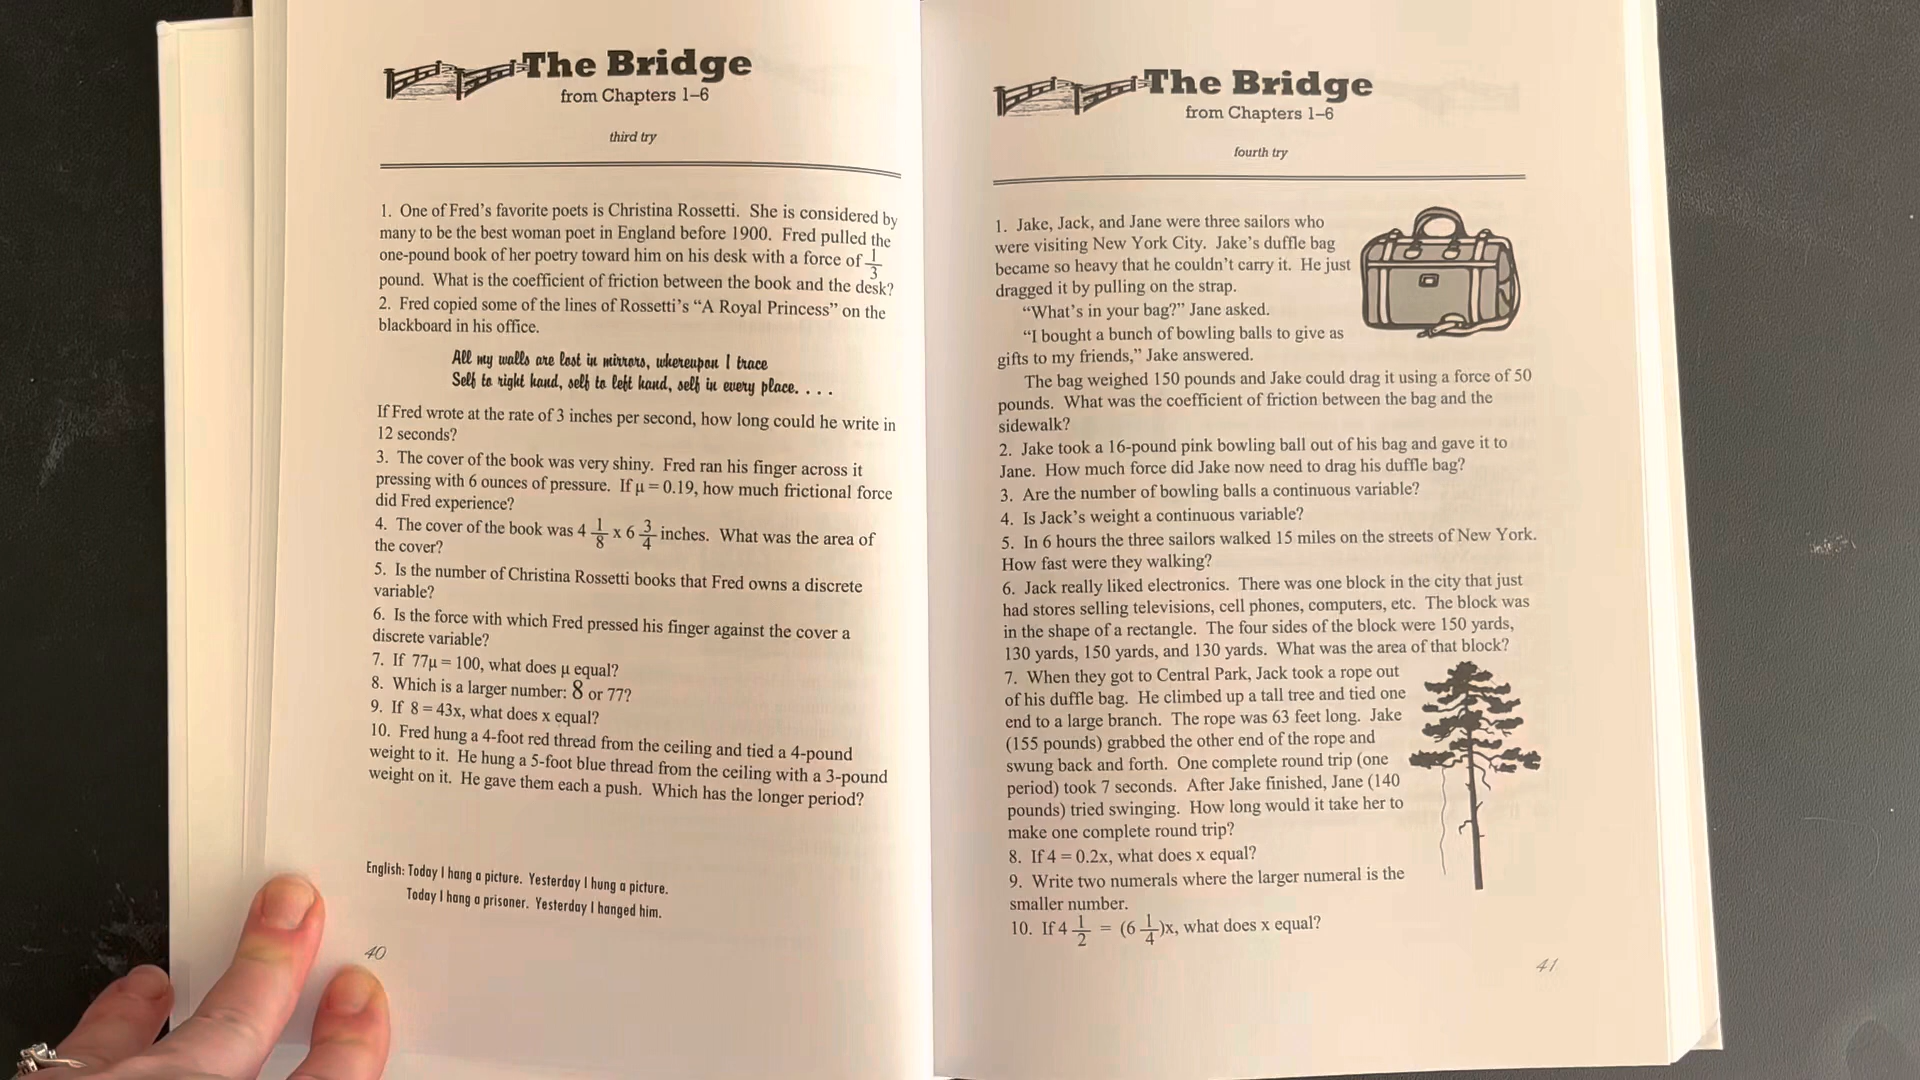 The Bridge
from Chapters 1–6
third try
1. One of Fred's favorite poets is Christina Rossetti. She is considered by
many to be the best woman poet in England before 1900. Fred pulled the
one-pound book of her poetry toward him on his desk with a force of 1/3
pound. What is the coefficient of friction between the book and the desk?
2. Fred copied some of the lines of Rossetti's “A Royal Princess” on the
blackboard in his office.
All my walls are lost in mirrors, whereupon I trace
Self to right hand, self to left hand, self in every place. . . .
If Fred wrote at the rate of 3 inches per second, how long could he write in
12 seconds?
3. The cover of the book was very shiny. Fred ran his finger across it
pressing with 6 ounces of pressure. If μ = 0.19, how much frictional force
did Fred experience?
4. The cover of the book was 4 1/8 x 6 3/4 inches. What was the area of
the cover?
5. Is the number of Christina Rossetti books that Fred owns a discrete
variable?
6. Is the force with which Fred pressed his finger against the cover a
discrete variable?
7. If 77μ = 100, what does μ equal?
8. Which is a larger number: 8 or 77?
9. If 8 = 43x, what does x equal?
10. Fred hung a 4-foot red thread from the ceiling and tied a 4-pound
weight to it. He hung a 5-foot blue thread from the ceiling with a 3-pound
weight on it. He gave them each a push. Which has the longer period?
English: Today I hang a picture. Yesterday I hung a picture.
Today I hang a prisoner. Yesterday I hanged him.
40
The Bridge
from Chapters 1–6
fourth try
1. Jake, Jack, and Jane were three sailors who
were visiting New York City. Jake's duffle bag
became so heavy that he couldn't carry it. He just
dragged it by pulling on the strap.
“What's in your bag?” Jane asked.
“I bought a bunch of bowling balls to give as
gifts to my friends,” Jake answered.
The bag weighed 150 pounds and Jake could drag it using a force of 50
pounds. What was the coefficient of friction between the bag and the
sidewalk?
2. Jake took a 16-pound pink bowling ball out of his bag and gave it to
Jane. How much force did Jake now need to drag his duffle bag?
3. Are the number of bowling balls a continuous variable?
4. Is Jack's weight a continuous variable?
5. In 6 hours the three sailors walked 15 miles on the streets of New York.
How fast were they walking?
6. Jack really liked electronics. There was one block in the city that just
had stores selling televisions, cell phones, computers, etc. The block was
in the shape of a rectangle. The four sides of the block were 150 yards,
130 yards, 150 yards, and 130 yards. What was the area of that block?
7. When they got to Central Park, Jack took a rope out
of his duffle bag. He climbed up a tall tree and tied one
end to a large branch. The rope was 63 feet long. Jake
(155 pounds) grabbed the other end of the rope and
swung back and forth. One complete round trip (one
period) took 7 seconds. After Jake finished, Jane (140
pounds) tried swinging. How long would it take her to
make one complete round trip?
8. If 4 = 0.2x, what does x equal?
9. Write two numerals where the larger numeral is the
smaller number.
10. If 4 1/2 = (6 1/4)x, what does x equal?
41